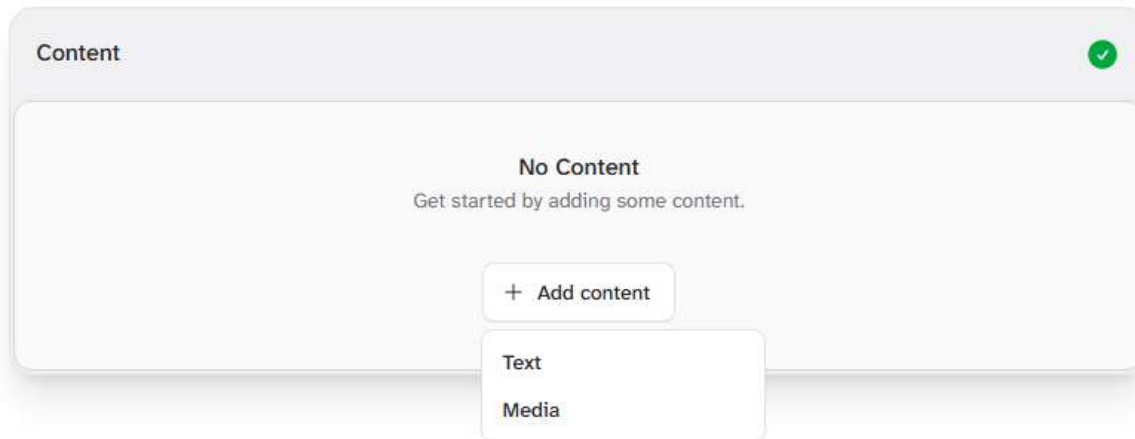 Content
No Content
Get started by adding some content.
+ Add content
Text
Media